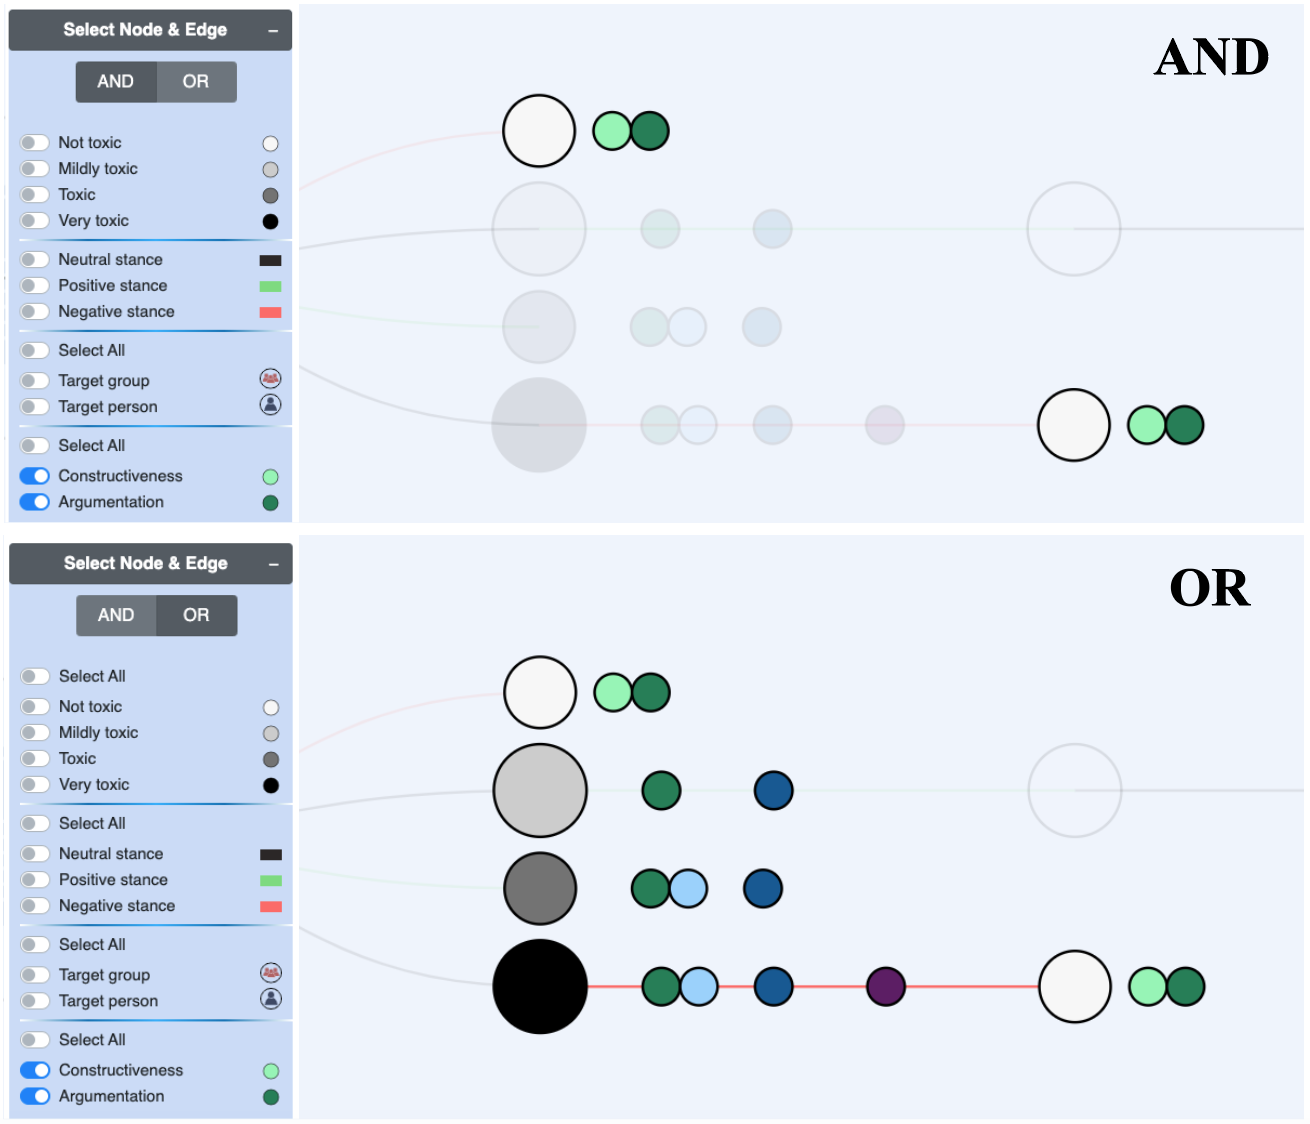 Select Node & Edge –
AND OR
Not toxic
Mildly toxic
Toxic
Very toxic
Neutral stance
Positive stance
Negative stance
Select All
Target group
Target person
Select All
Constructiveness
Argumentation
AND
Select Node & Edge –
AND OR
Select All
Not toxic
Mildly toxic
Toxic
Very toxic
Select All
Neutral stance
Positive stance
Negative stance
Select All
Target group
Target person
Select All
Constructiveness
Argumentation
OR